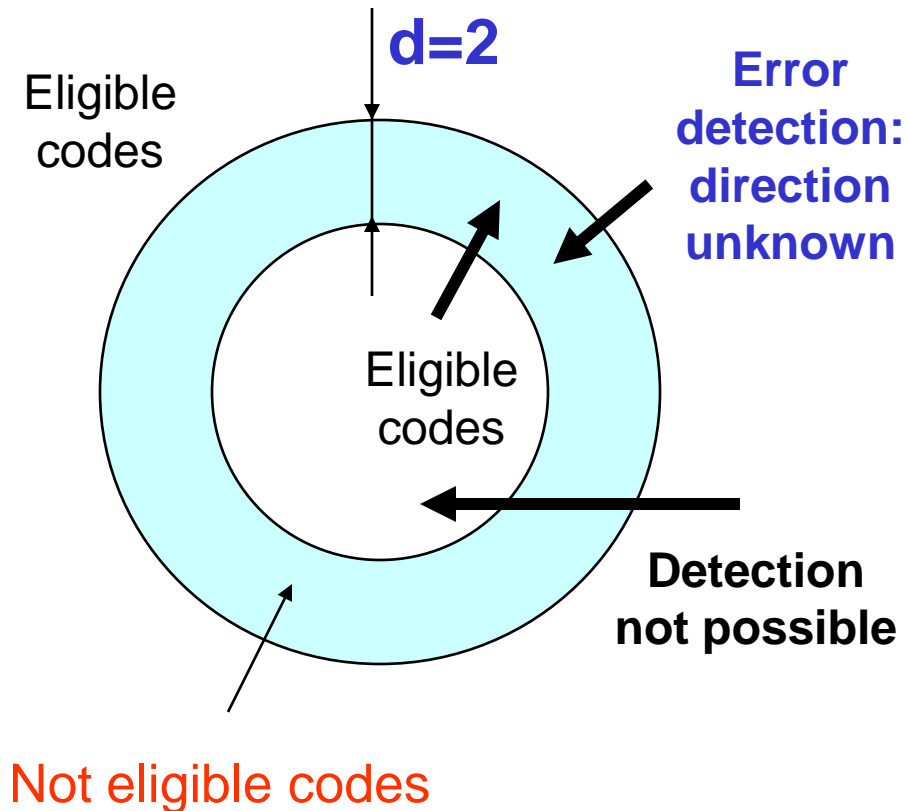 d=2
Eligible
codes
Error
detection:
direction
unknown
Eligible
codes
Detection
not possible
Not eligible codes